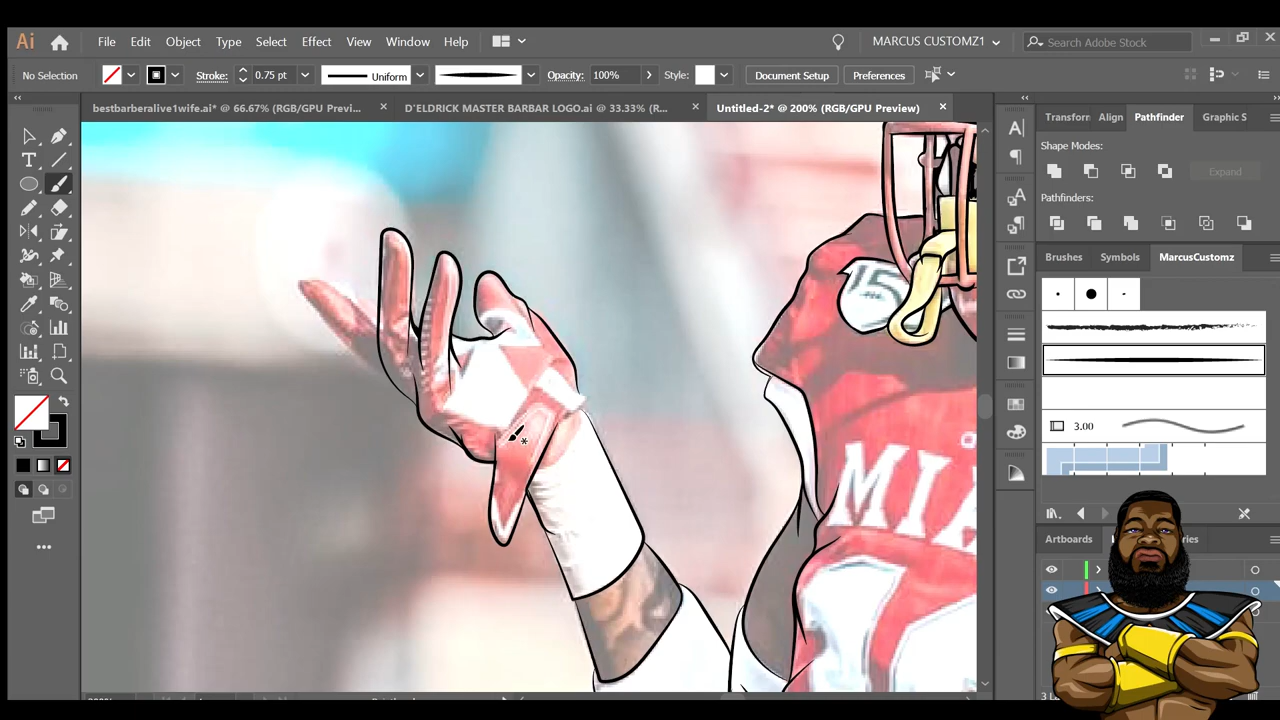 Ai File Edit Object Type Select Effect View Window Help MARCUS CUSTOMZ1 Search Adobe Stock
No Selection Stroke: 0.75 pt Uniform Opacity: 100% Style: Document Setup Preferences
bestbarberalive1wife.ai* @ 66.67% (RGB/GPU Previ... D'ELDRICK MASTER BARBAR LOGO.ai @ 33.33% (R... Untitled-2* @ 200% (RGB/GPU Preview)
Transform Align Pathfinder Graphic S
Shape Modes:
Expand
Pathfinders:
Brushes Symbols MarcusCustomz
15
3.00
MIA
Artboards